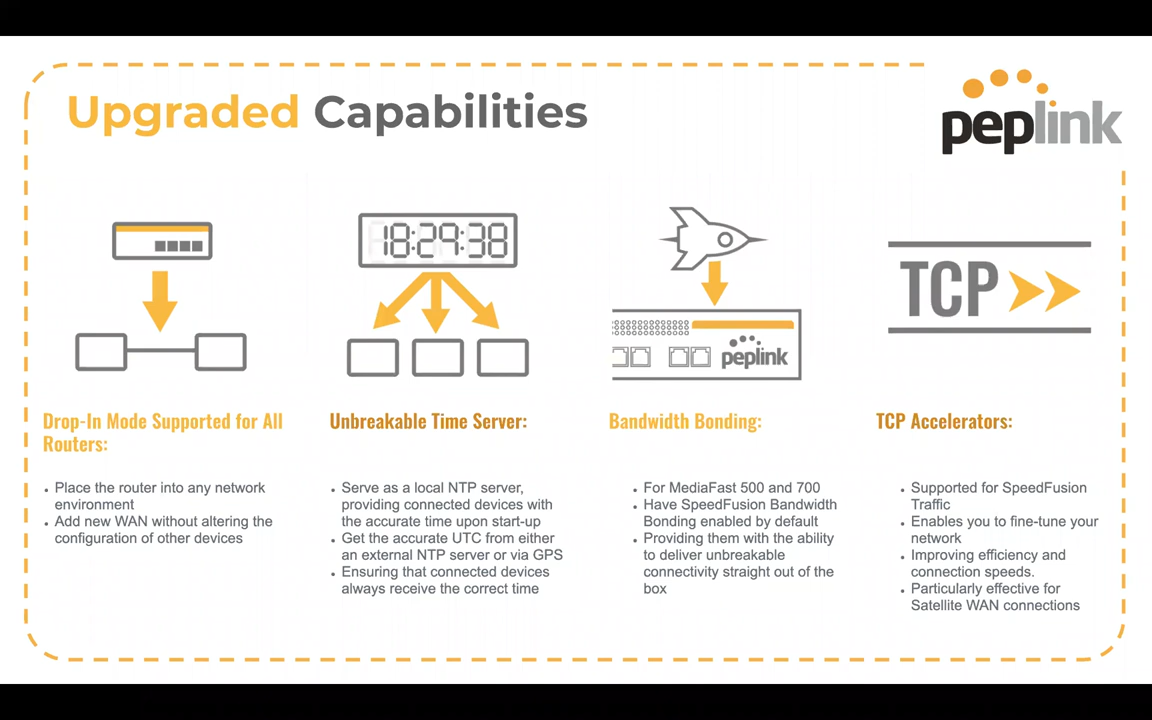 Upgraded Capabilities
peplink
18:29:38
peplink
TCP
Drop-In Mode Supported for All
Routers:
• Place the router into any network
environment
• Add new WAN without altering the
configuration of other devices
Unbreakable Time Server:
• Serve as a local NTP server,
providing connected devices with
the accurate time upon start-up
• Get the accurate UTC from either
an external NTP server or via GPS
• Ensuring that connected devices
always receive the correct time
Bandwidth Bonding:
• For MediaFast 500 and 700
• Have SpeedFusion Bandwidth
Bonding enabled by default
• Providing them with the ability
to deliver unbreakable
connectivity straight out of the
box
TCP Accelerators:
• Supported for SpeedFusion
Traffic
• Enables you to fine-tune your
network
• Improving efficiency and
connection speeds.
• Particularly effective for
Satellite WAN connections